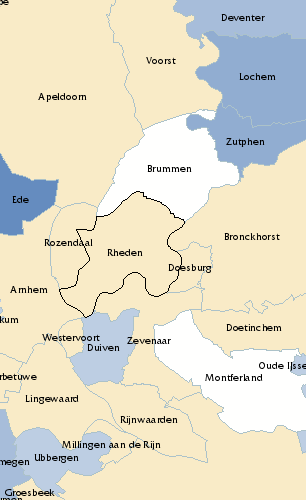 Deventer
Voorst
Lochem
Apeldoorn
Zutphen
Brummen
Ede
Bronckhorst
Rozendaal
Rheden
Doesburg
Arnhem
kum
Doetinchem
Westervoort
Zevenaar
Duiven
Oude IJsse
Montferland
rbetuwe
Lingewaard
Rijnwaarden
Millingen aan de Rijn
Ubbergen
megen
Groesbeek